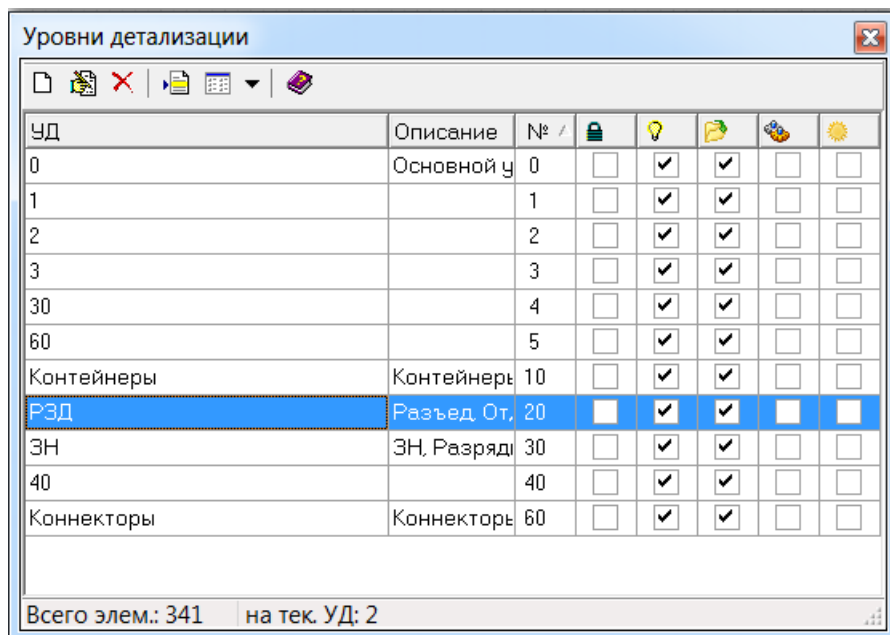 Уровни детализации
УД Описание №
0 Основной у 0
1 1
2 2
3 3
30 4
60 5
Контейнеры Контейнеры 10
РЗД Разъед, От, 20
ЗН ЗН, Разряд 30
40 40
Коннекторы Коннекторы 60
Всего элем.: 341 на тек. УД: 2